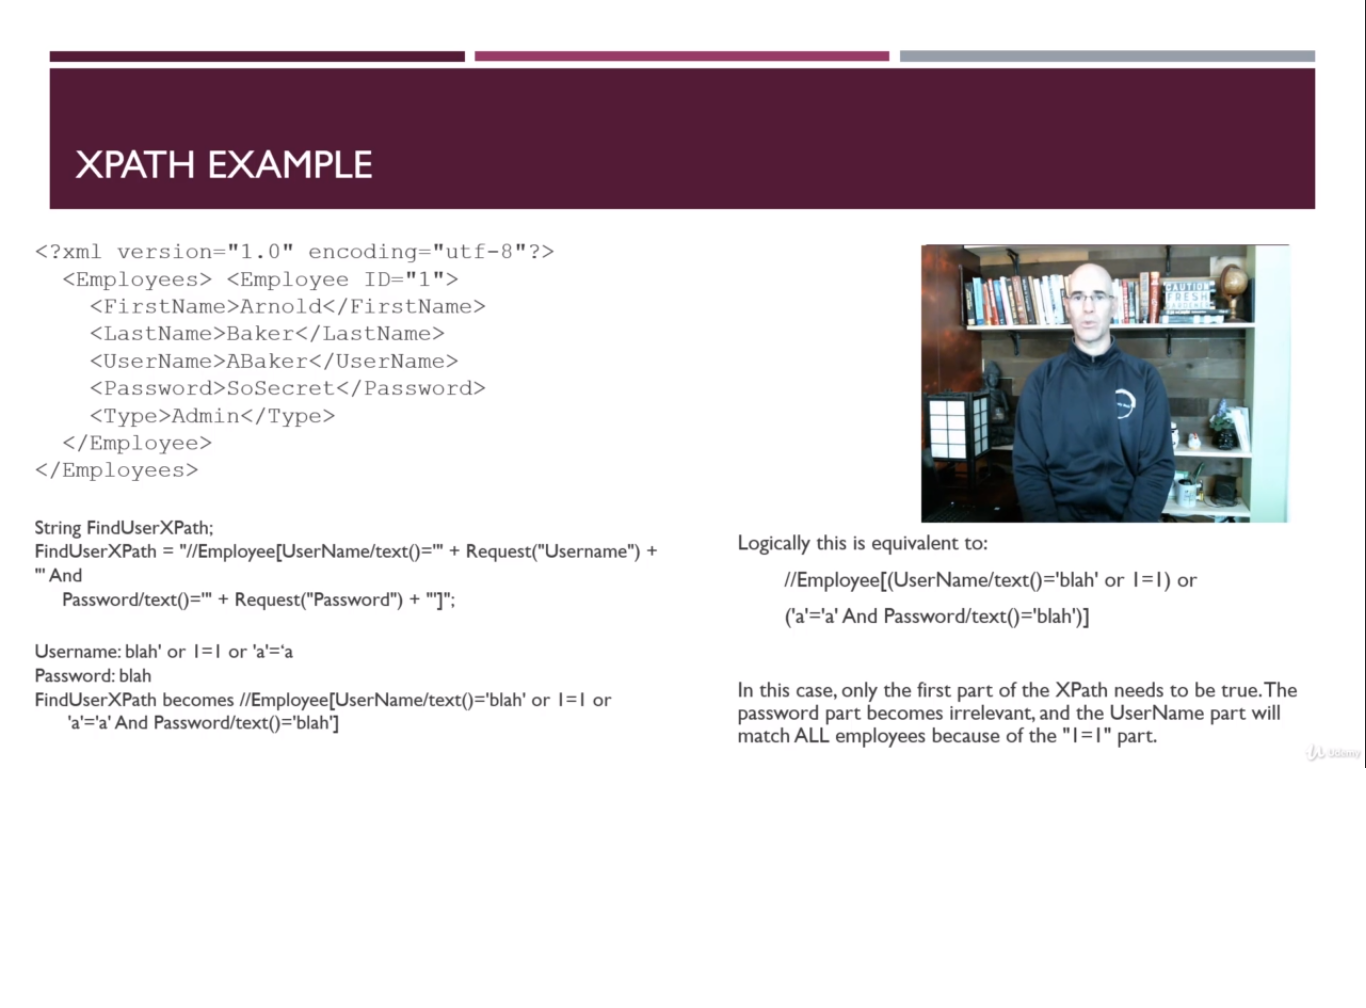 XPATH EXAMPLE
<?xml version="1.0" encoding="utf-8"?>
<Employees> <Employee ID="1">
<FirstName>Arnold</FirstName>
<LastName>Baker</LastName>
<UserName>ABaker</UserName>
<Password>SoSecret</Password>
<Type>Admin</Type>
</Employee>
</Employees>
String FindUserXPath;
FindUserXPath = "//Employee[UserName/text()='" + Request("Username") +
"' And
Password/text()='" + Request("Password") + "']";
Username: blah' or 1=1 or 'a'='a
Password: blah
FindUserXPath becomes //Employee[UserName/text()='blah' or 1=1 or
'a'='a' And Password/text()='blah']
CAUTION
FRESH
Logically this is equivalent to:
//Employee[(UserName/text()='blah' or 1=1) or
('a'='a' And Password/text()='blah')]
In this case, only the first part of the XPath needs to be true. The
password part becomes irrelevant, and the UserName part will
match ALL employees because of the "1=1" part.
Udemy